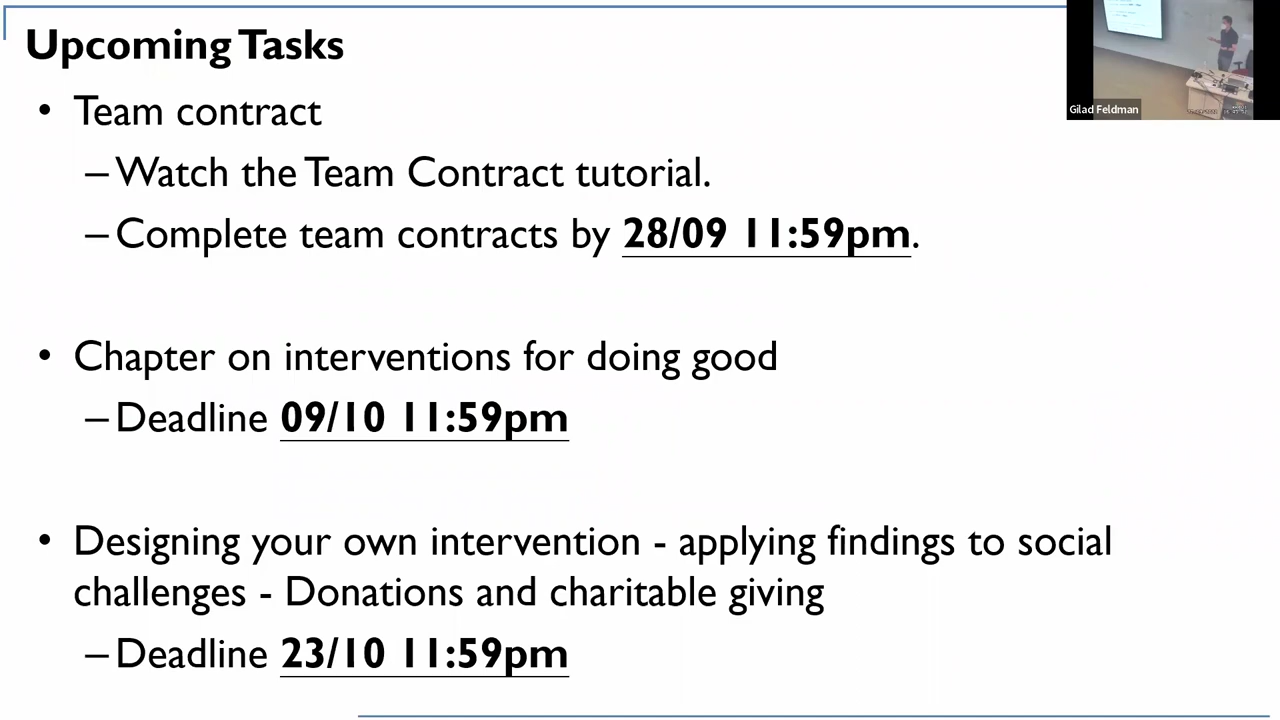 Upcoming Tasks
Gilad Feldman
• Team contract
– Watch the Team Contract tutorial.
– Complete team contracts by 28/09 11:59pm.
• Chapter on interventions for doing good
– Deadline 09/10 11:59pm
• Designing your own intervention - applying findings to social
challenges - Donations and charitable giving
– Deadline 23/10 11:59pm